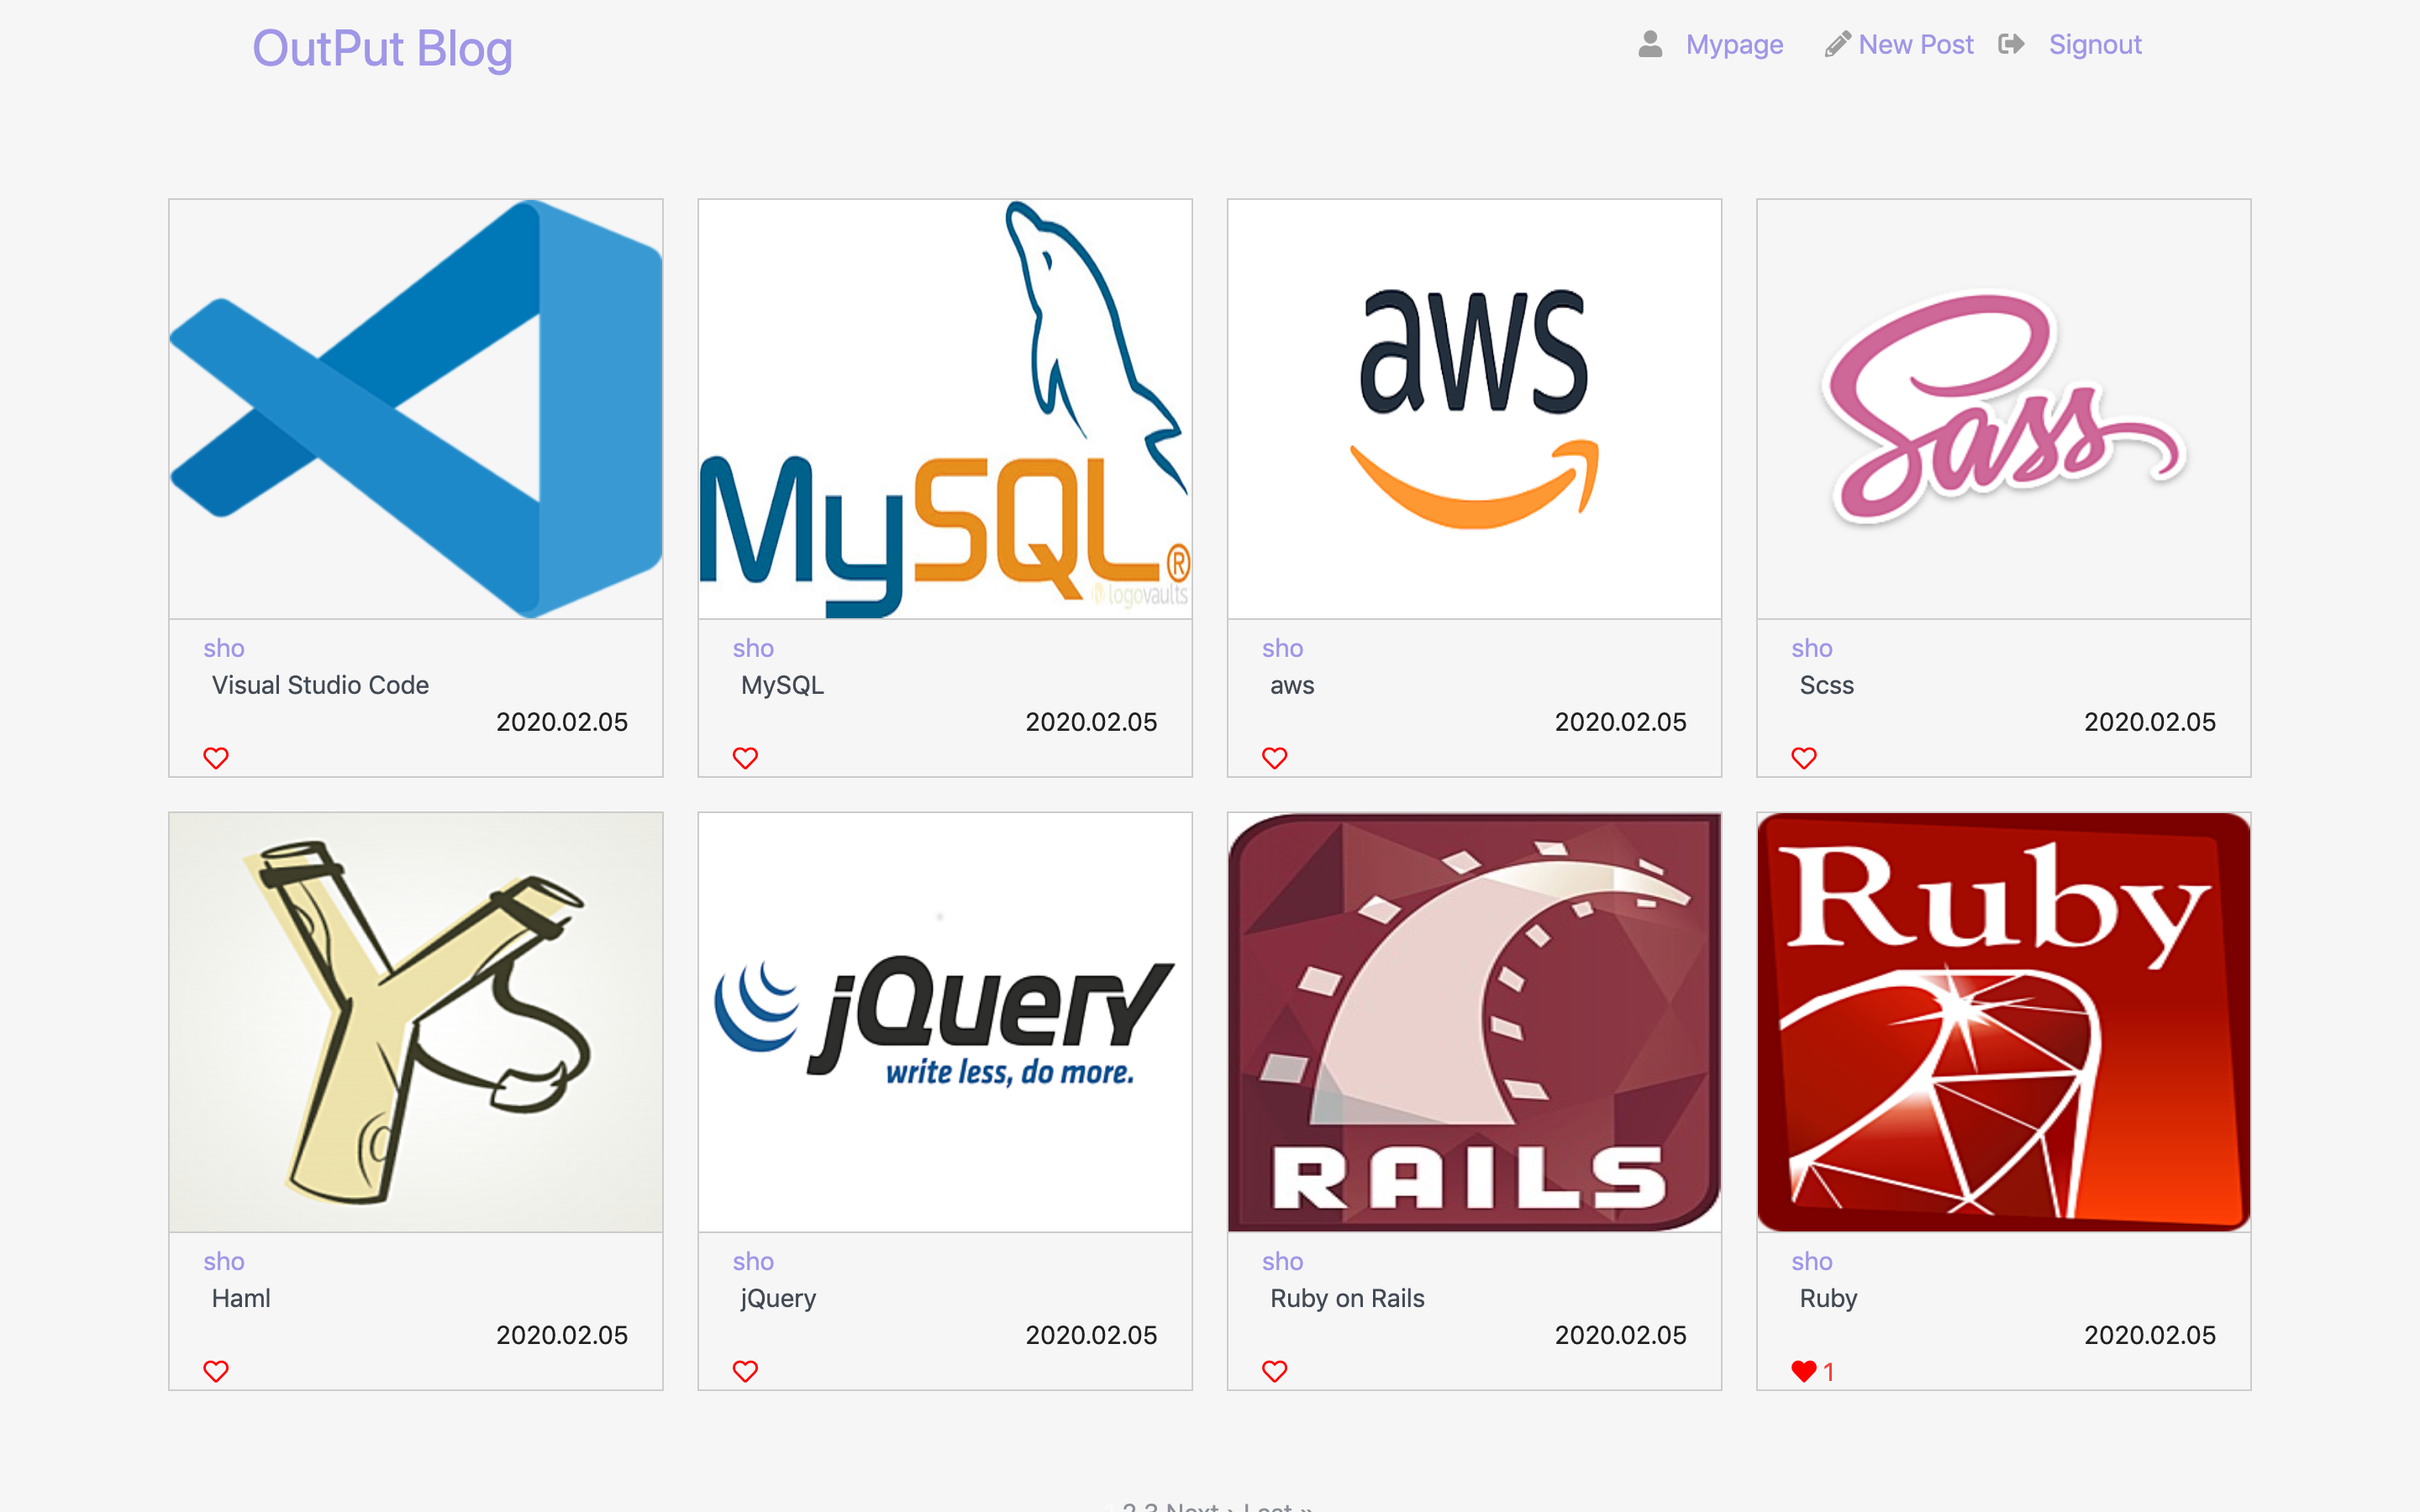 OutPut Blog
Mypage New Post Signout
MySQL®
logovaults
aws
Sass
sho
Visual Studio Code
2020.02.05
sho
MySQL
2020.02.05
sho
aws
2020.02.05
sho
Scss
2020.02.05
jQuery
write less, do more.
RAILS
Ruby
sho
Haml
2020.02.05
sho
jQuery
2020.02.05
sho
Ruby on Rails
2020.02.05
sho
Ruby
2020.02.05
1
2 3 Next › Last »